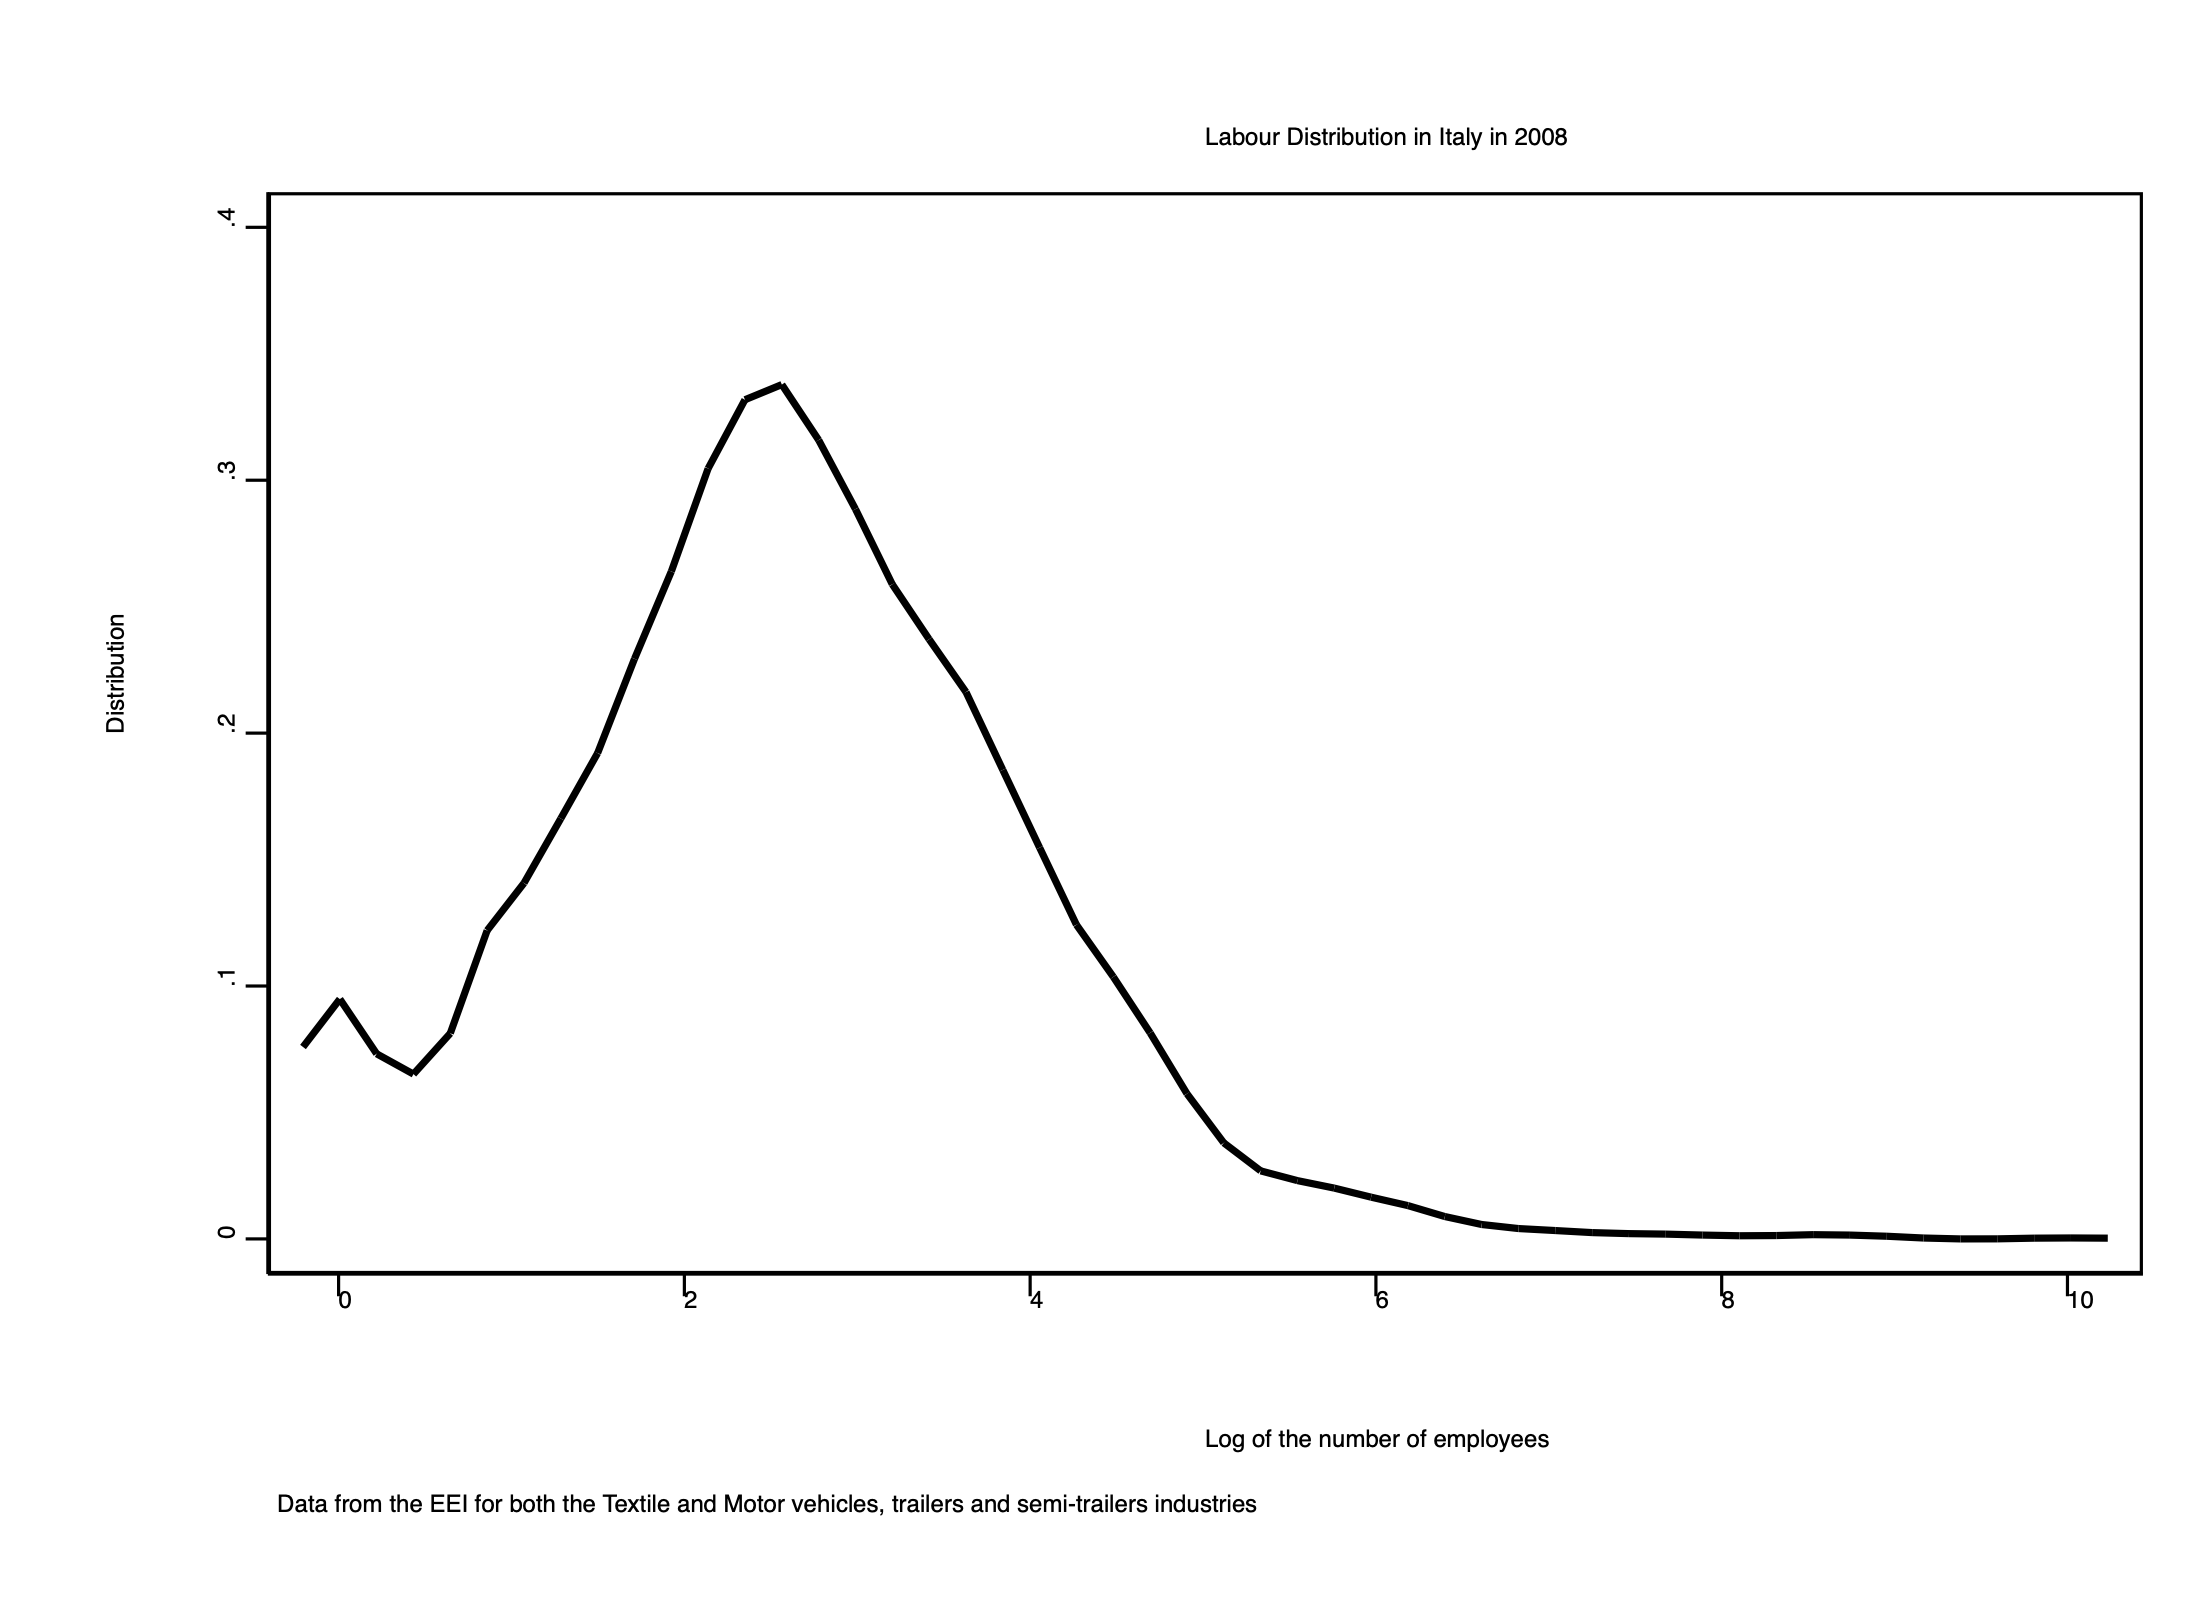 Labour Distribution in Italy in 2008
.4
.3
.2
.1
0
Distribution
0 2 4 6 8 10
Log of the number of employees
Data from the EEI for both the Textile and Motor vehicles, trailers and semi-trailers industries